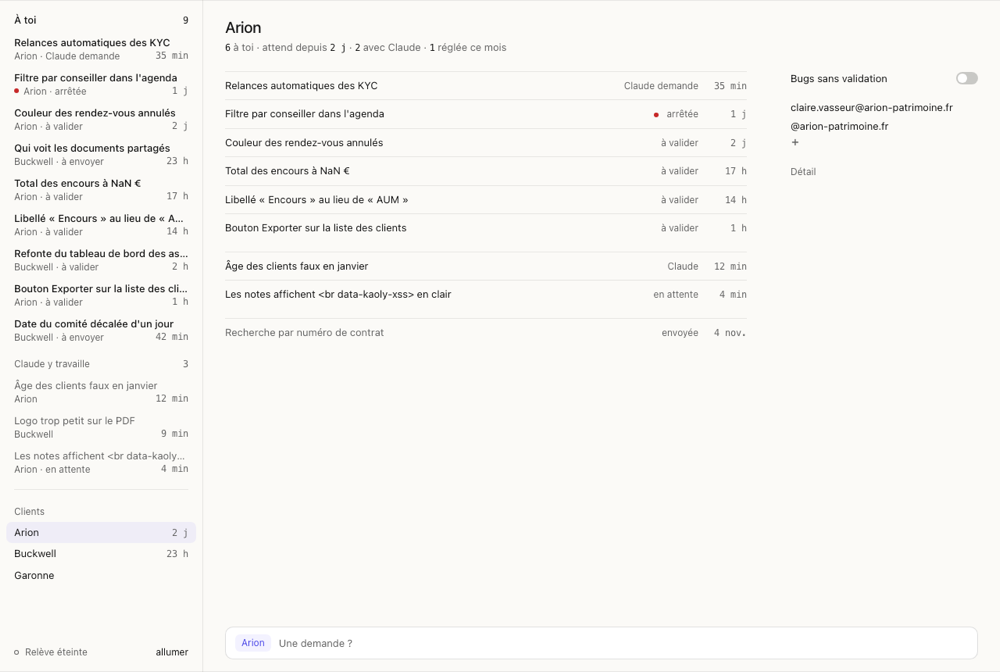 À toi 9
Relances automatiques des KYC
Arion · Claude demande 35 min
Filtre par conseiller dans l'agenda
Arion · arrêtée 1 j
Couleur des rendez-vous annulés
Arion · à valider 2 j
Qui voit les documents partagés
Buckwell · à envoyer 23 h
Total des encours à NaN €
Arion · à valider 17 h
Libellé « Encours » au lieu de « A…
Arion · à valider 14 h
Refonte du tableau de bord des as…
Buckwell · à valider 2 h
Bouton Exporter sur la liste des cli…
Arion · à valider 1 h
Date du comité décalée d'un jour
Buckwell · à envoyer 42 min
Claude y travaille 3
Âge des clients faux en janvier
Arion 12 min
Logo trop petit sur le PDF
Buckwell 9 min
Les notes affichent <br data-kaoly…
Arion · en attente 4 min
Clients
Arion 2 j
Buckwell 23 h
Garonne
Relève éteinte allumer
Arion
6 à toi · attend depuis 2 j · 2 avec Claude · 1 réglée ce mois
Relances automatiques des KYC Claude demande 35 min
Filtre par conseiller dans l'agenda arrêtée 1 j
Couleur des rendez-vous annulés à valider 2 j
Total des encours à NaN € à valider 17 h
Libellé « Encours » au lieu de « AUM » à valider 14 h
Bouton Exporter sur la liste des clients à valider 1 h
Âge des clients faux en janvier Claude 12 min
Les notes affichent <br data-kaoly-xss> en clair en attente 4 min
Recherche par numéro de contrat envoyée 4 nov.
Bugs sans validation
claire.vasseur@arion-patrimoine.fr
@arion-patrimoine.fr
+
Détail
Arion Une demande ?